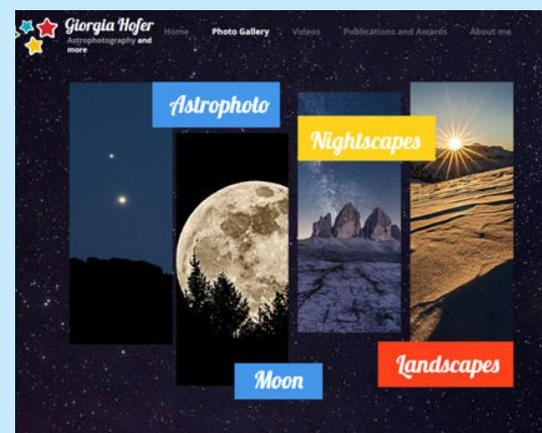 Giorgia Hofer
Astrophotography and
more
Home
Photo Gallery
Videos
Publications and Awards
About me
Astrophoto
Nightscapes
Landscapes
Moon